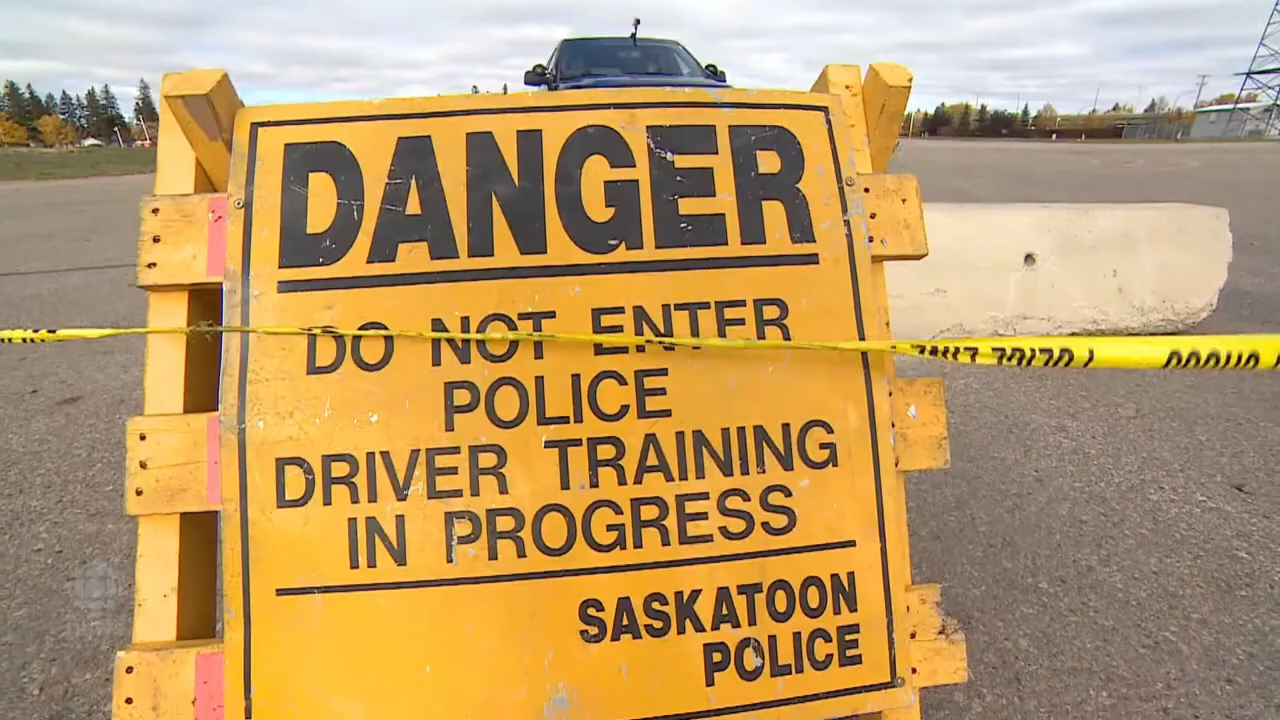 DANGER
DO NOT ENTER
POLICE
DRIVER TRAINING
IN PROGRESS
SASKATOON
POLICE